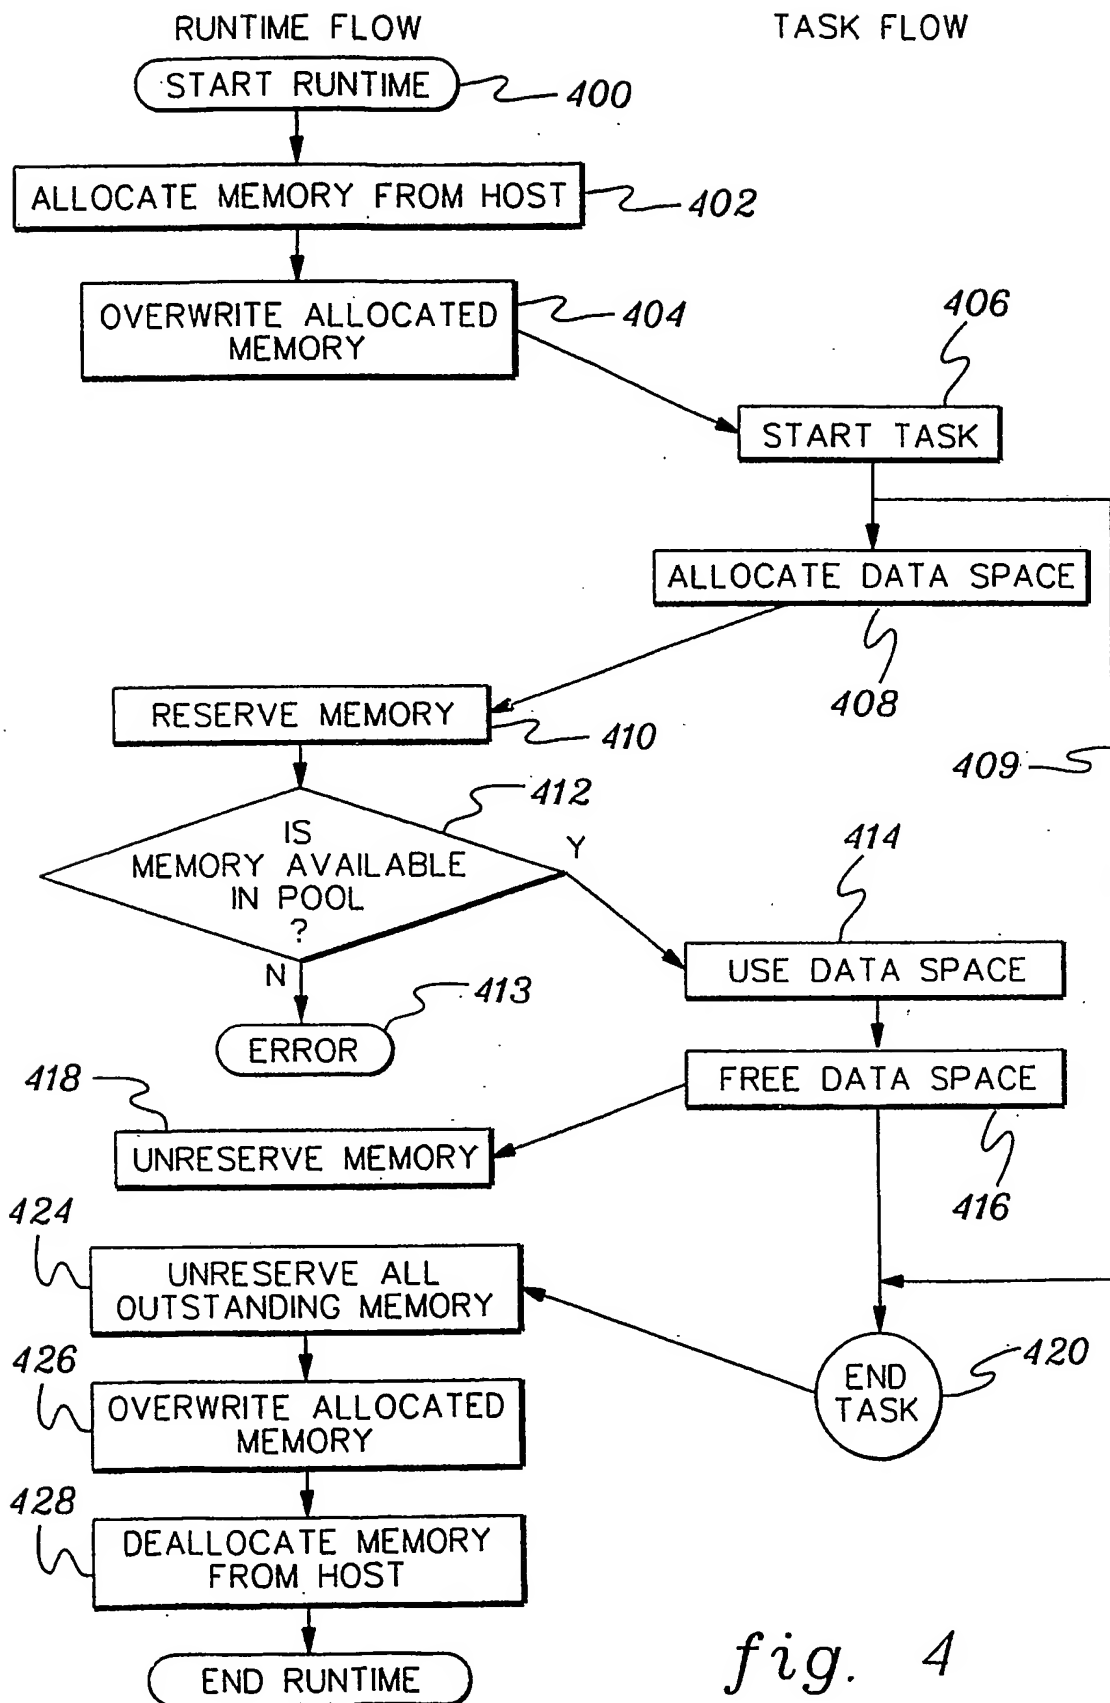 RUNTIME FLOW
TASK FLOW
START RUNTIME
400
ALLOCATE MEMORY FROM HOST
402
OVERWRITE ALLOCATED
MEMORY
404
406
START TASK
ALLOCATE DATA SPACE
408
RESERVE MEMORY
410
409
412
IS
MEMORY AVAILABLE
IN POOL
?
Y
N
414
USE DATA SPACE
413
ERROR
FREE DATA SPACE
416
418
UNRESERVE MEMORY
424
UNRESERVE ALL
OUTSTANDING MEMORY
END
TASK
420
426
OVERWRITE ALLOCATED
MEMORY
428
DEALLOCATE MEMORY
FROM HOST
END RUNTIME
fig. 4